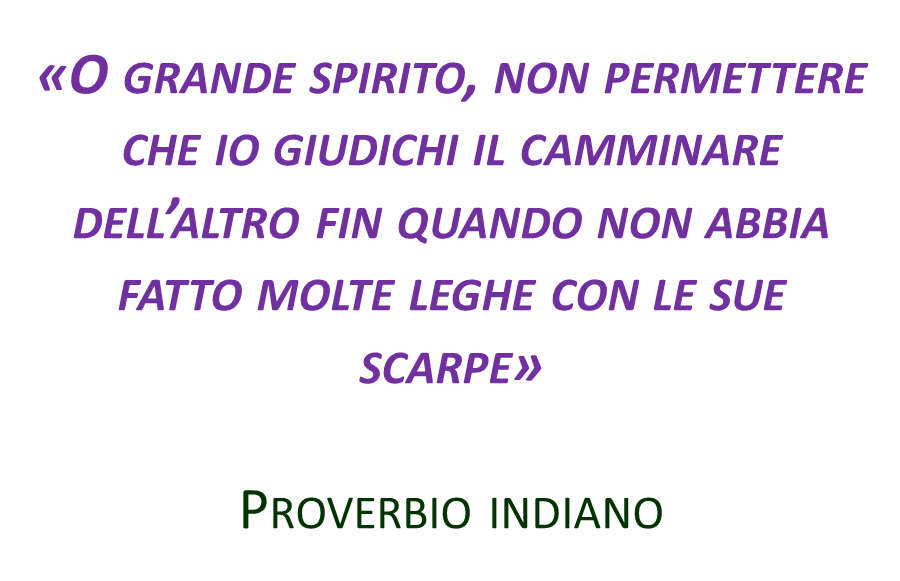 «O GRANDE SPIRITO, NON PERMETTERE
CHE IO GIUDICHI IL CAMMINARE
DELL’ALTRO FIN QUANDO NON ABBIA
FATTO MOLTE LEGHE CON LE SUE
SCARPE»
PROVERBIO INDIANO